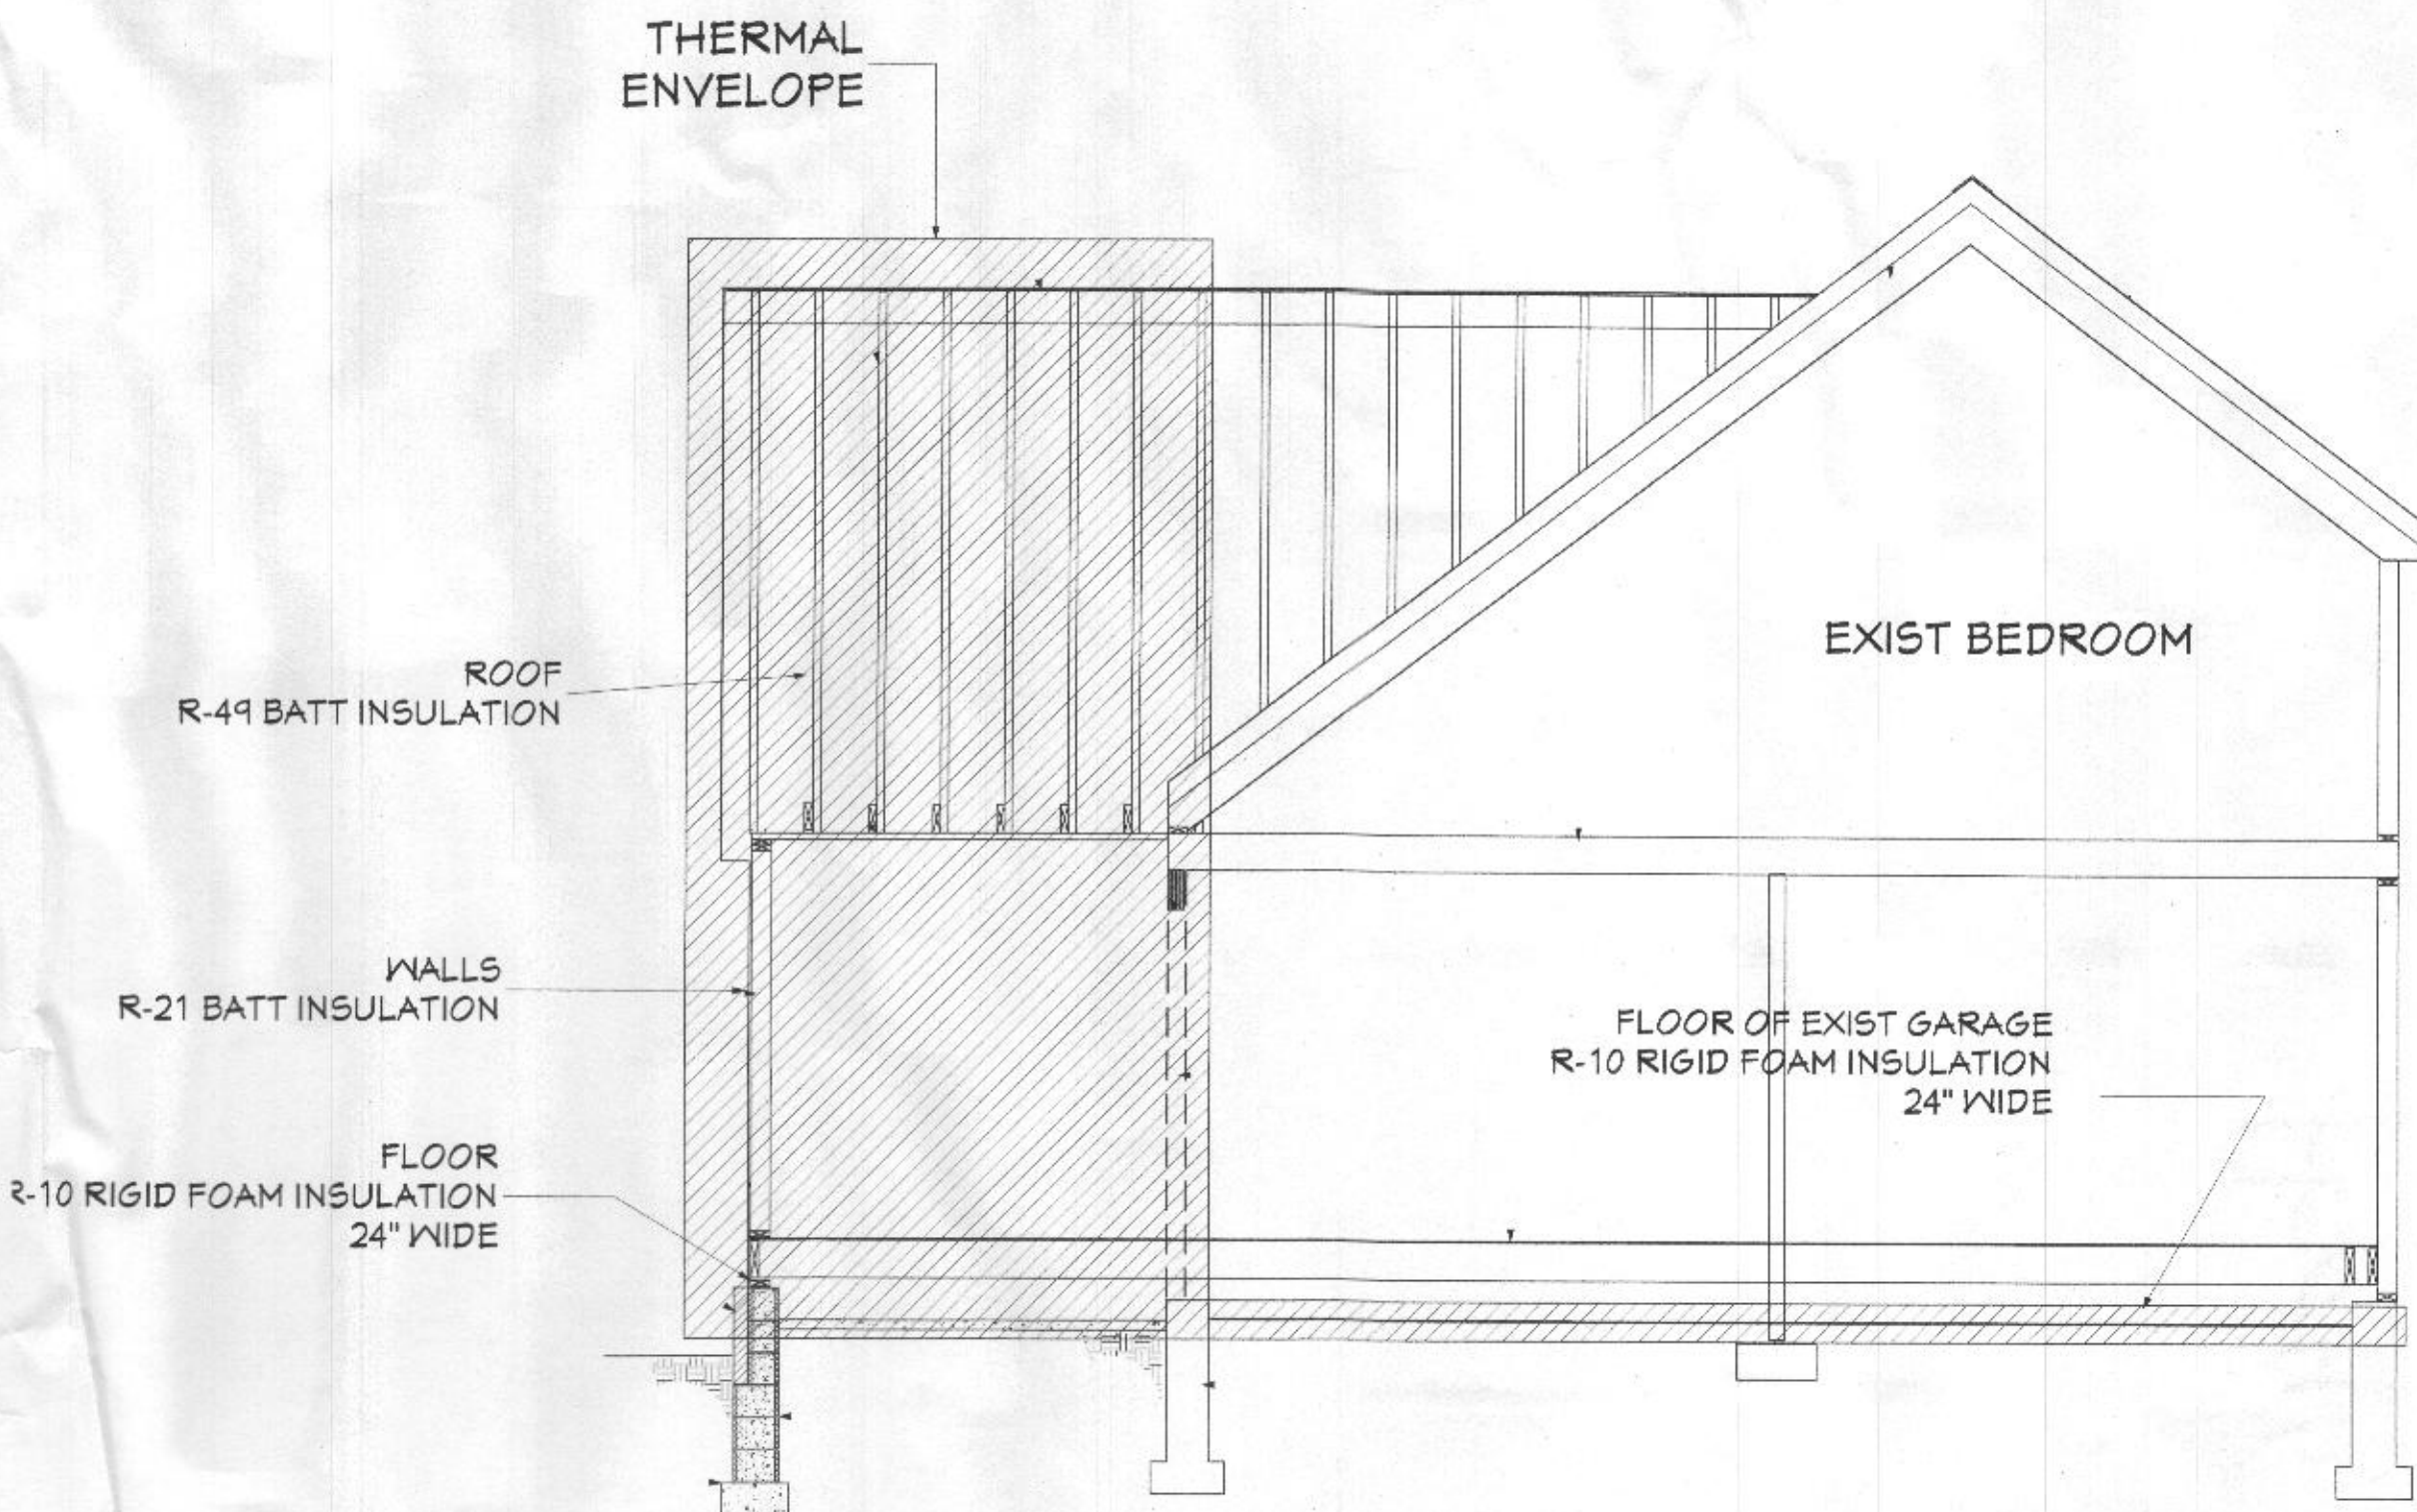 THERMAL
ENVELOPE
ROOF
R-49 BATT INSULATION
EXIST BEDROOM
WALLS
R-21 BATT INSULATION
FLOOR OF EXIST GARAGE
R-10 RIGID FOAM INSULATION
24" WIDE
FLOOR
R-10 RIGID FOAM INSULATION
24" WIDE